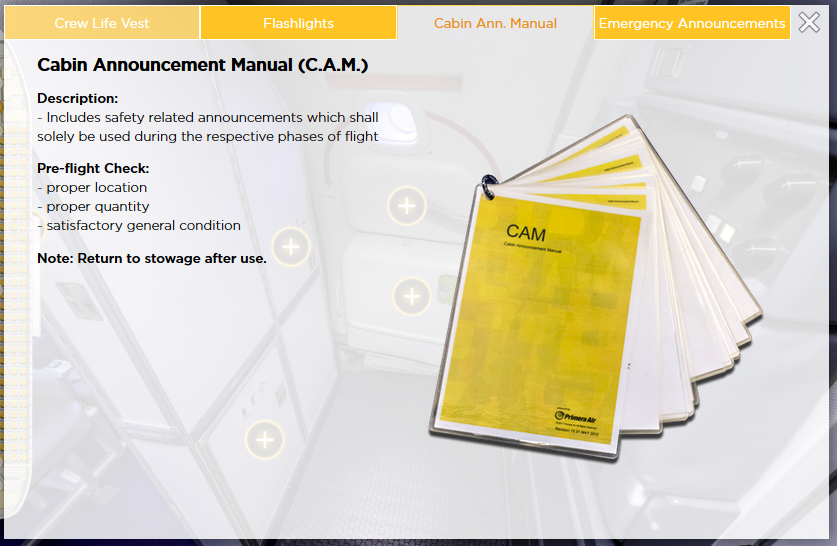 Crew Life Vest
Flashlights
Cabin Ann. Manual
Emergency Announcements
Cabin Announcement Manual (C.A.M.)
Description:
- Includes safety related announcements which shall
solely be used during the respective phases of flight
Pre-flight Check:
- proper location
- proper quantity
- satisfactory general condition
Note: Return to stowage after use.
CAM
Cabin Announcement Manual
Primera Air